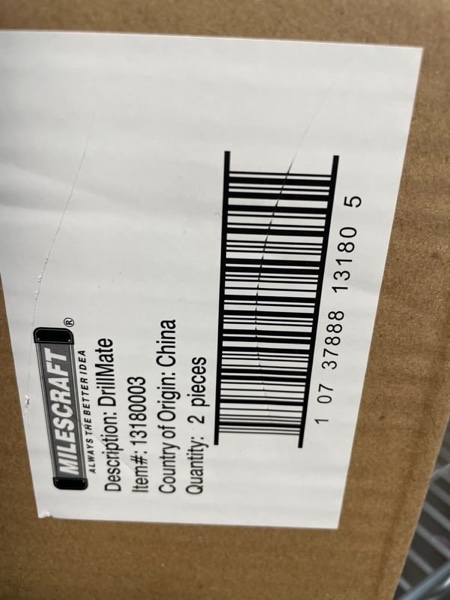 MILESCRAFT®
ALWAYS THE BETTER IDEA
Description: DrillMate
Item#: 13180003
Country of Origin: China
Quantity: 2 pieces
1 07 37888 13180 5